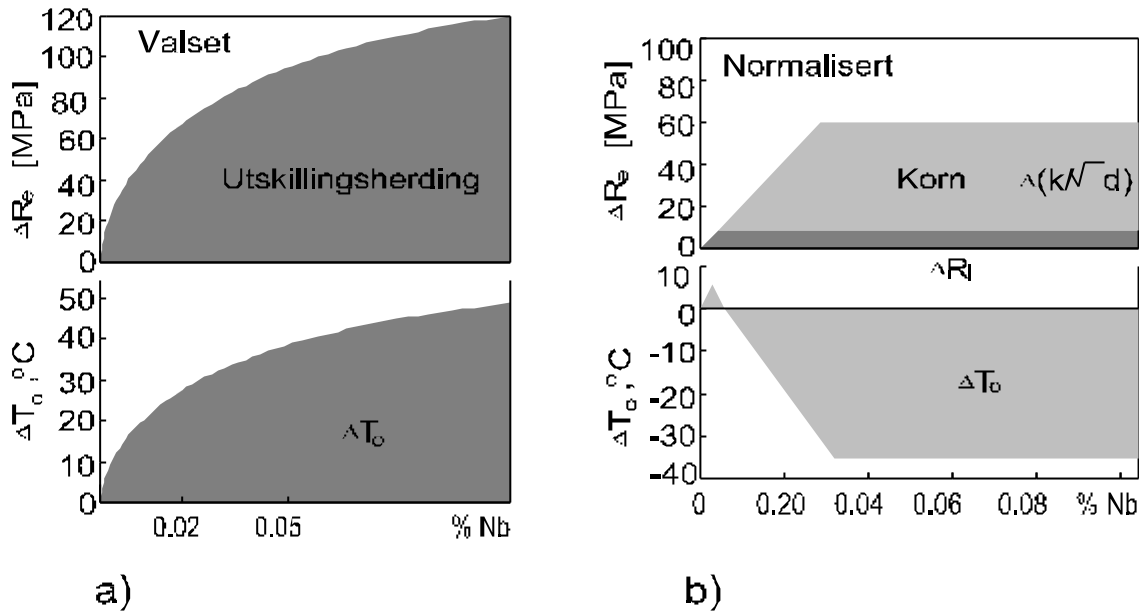 Valset
ΔRe [MPa]
120
100
80
60
40
20
0
Utskillingsherding
ΔTo, °C
50
40
30
20
10
0
ΔTo
0.02 0.05 % Nb
a)
Normalisert
ΔRe [MPa]
100
80
60
40
20
0
Korn Δ(k/√d)
ΔRI
ΔTo, °C
10
0
-10
-20
-30
-40
ΔTo
0 0.20 0.04 0.06 0.08 % Nb
b)